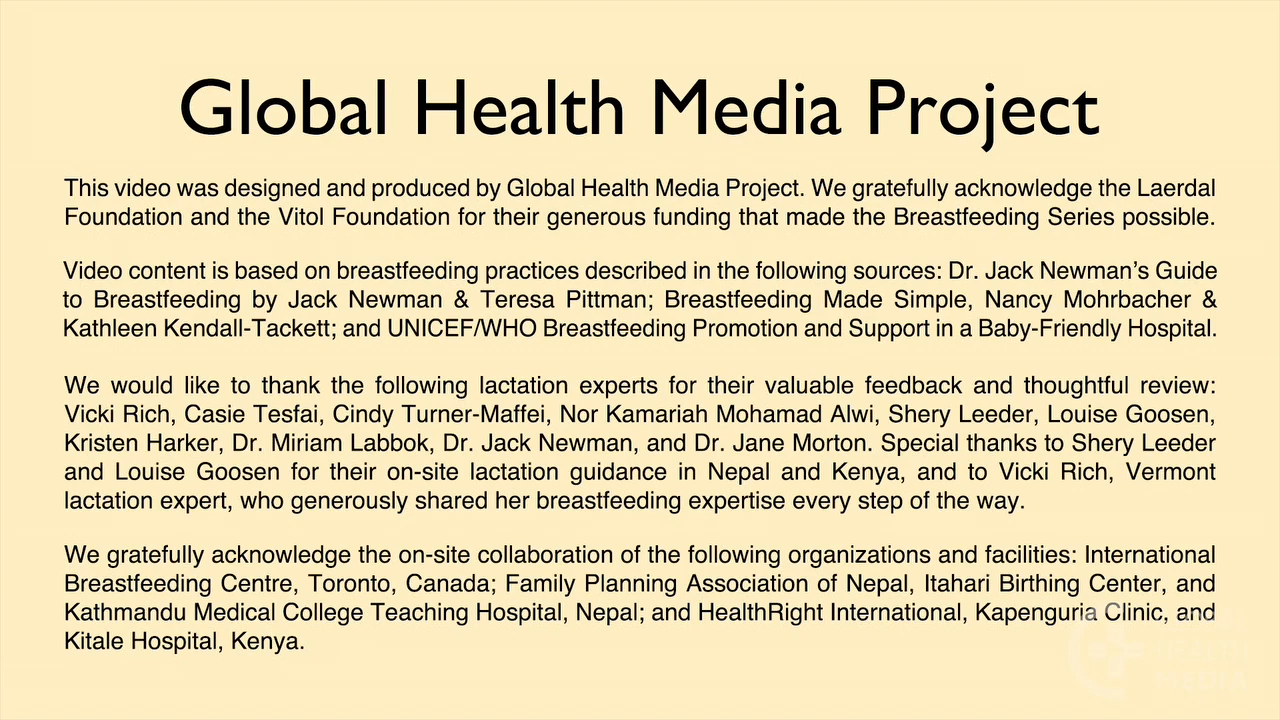 Global Health Media Project
This video was designed and produced by Global Health Media Project. We gratefully acknowledge the Laerdal
Foundation and the Vitol Foundation for their generous funding that made the Breastfeeding Series possible.
Video content is based on breastfeeding practices described in the following sources: Dr. Jack Newman’s Guide
to Breastfeeding by Jack Newman & Teresa Pittman; Breastfeeding Made Simple, Nancy Mohrbacher &
Kathleen Kendall-Tackett; and UNICEF/WHO Breastfeeding Promotion and Support in a Baby-Friendly Hospital.
We would like to thank the following lactation experts for their valuable feedback and thoughtful review:
Vicki Rich, Casie Tesfai, Cindy Turner-Maffei, Nor Kamariah Mohamad Alwi, Shery Leeder, Louise Goosen,
Kristen Harker, Dr. Miriam Labbok, Dr. Jack Newman, and Dr. Jane Morton. Special thanks to Shery Leeder
and Louise Goosen for their on-site lactation guidance in Nepal and Kenya, and to Vicki Rich, Vermont
lactation expert, who generously shared her breastfeeding expertise every step of the way.
We gratefully acknowledge the on-site collaboration of the following organizations and facilities: International
Breastfeeding Centre, Toronto, Canada; Family Planning Association of Nepal, Itahari Birthing Center, and
Kathmandu Medical College Teaching Hospital, Nepal; and HealthRight International, Kapenguria Clinic, and
Kitale Hospital, Kenya.
HEALTH
MEDIA